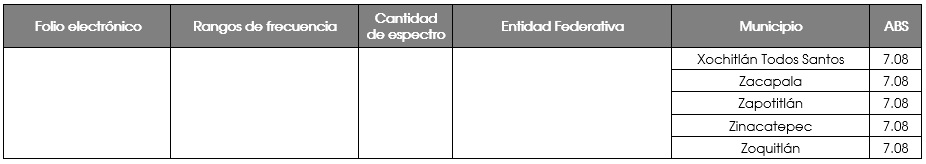 Folio electrónico Rangos de frecuencia Cantidad de espectro Entidad Federativa Municipio ABS
Xochitlán Todos Santos 7.08
Zacapala 7.08
Zapotitlán 7.08
Zinacatepec 7.08
Zoquitlán 7.08